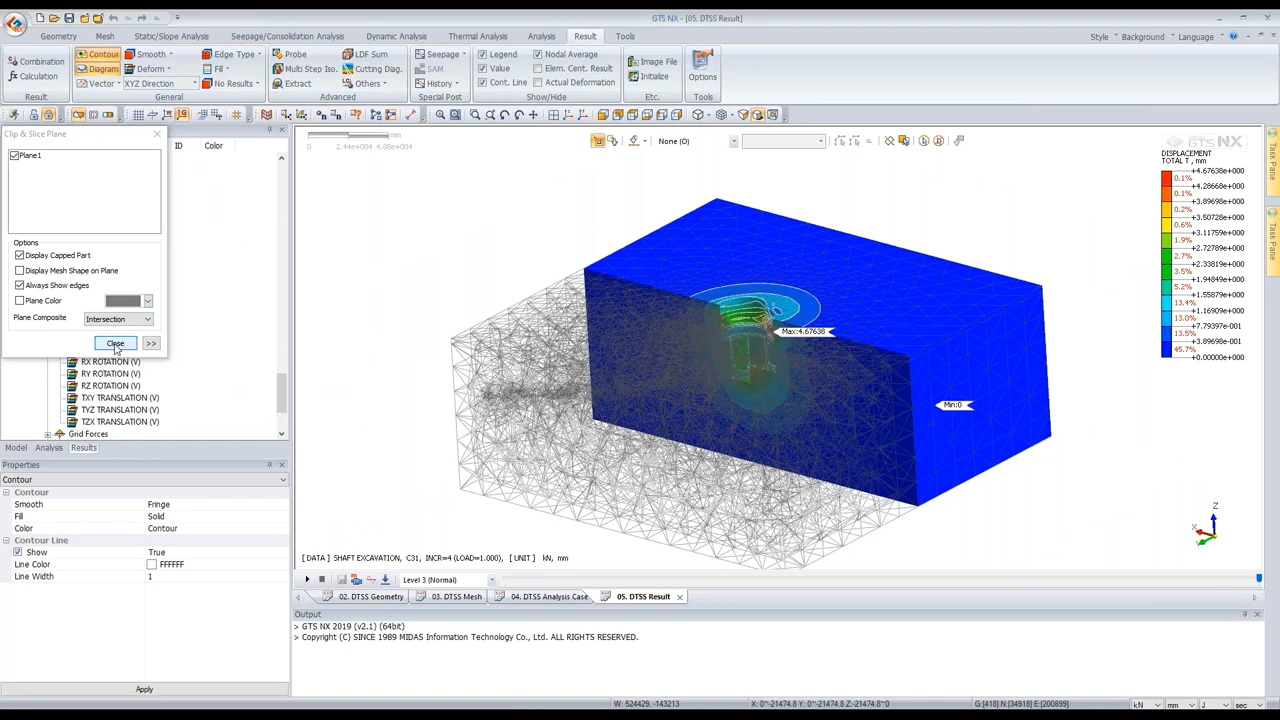 GTS NX - [05. DTSS Result]
Geometry Mesh Static/Slope Analysis Seepage/Consolidation Analysis Dynamic Analysis Thermal Analysis Analysis Result Tools
Style Background Language
Combination
Calculation
Result
Contour Smooth Edge Type
Diagram Deform Fill
Vector XYZ Direction No Results
General
Probe LDF Sum
Multi Step Iso. Cutting Diag.
Extract Others
Advanced
Seepage
SAM
History
Special Post
Legend Nodal Average
Value Elem. Cent. Result
Cont. Line Actual Deformation
Show/Hide
Image File
Initialize
Etc.
Options
Tools
Clip & Slice Plane
Plane1
Options
Display Capped Part
Display Mesh Shape on Plane
Always Show edges
Plane Color
Plane Composite Intersection
Close >>
ID Color
RX ROTATION (V)
RY ROTATION (V)
RZ ROTATION (V)
TXY TRANSLATION (V)
TYZ TRANSLATION (V)
TZX TRANSLATION (V)
Grid Forces
Model Analysis Results
Properties
Contour
Contour
Smooth Fringe
Fill Solid
Color Contour
Contour Line
Show True
Line Color FFFFFF
Line Width 1
Apply
mm
0 2.44e+004 4.88e+004
None (O)
GTS NX
DISPLACEMENT
TOTAL T , mm
+4.67638e+000
0.1%
+4.28668e+000
0.1%
+3.89698e+000
0.2%
+3.50728e+000
0.6%
+3.11759e+000
1.9%
+2.72789e+000
2.7%
+2.33819e+000
3.5%
+1.94849e+000
5.2%
+1.55879e+000
13.4%
+1.16909e+000
13.0%
+7.79397e-001
13.5%
+3.89698e-001
45.7%
+0.00000e+000
Max:4.67638
Min:0
Z
X
Y
[ DATA ] SHAFT EXCAVATION, C31, INCR=4 (LOAD=1.000), [ UNIT ] kN, mm
Level 3 (Normal)
02. DTSS Geometry 03. DTSS Mesh 04. DTSS Analysis Case 05. DTSS Result
Output
> GTS NX 2019 (v2.1) (64bit)
> Copyright (C) SINCE 1989 MIDAS Information Technology Co., Ltd. ALL RIGHTS RESERVED.
Task Pane
Task Pane
W: 524429, -143213 X: 0~-21474.8 Y: 0~-21474.8 Z:-21474.8~0 G:[418] N:[34918] E:[200899] kN mm J sec